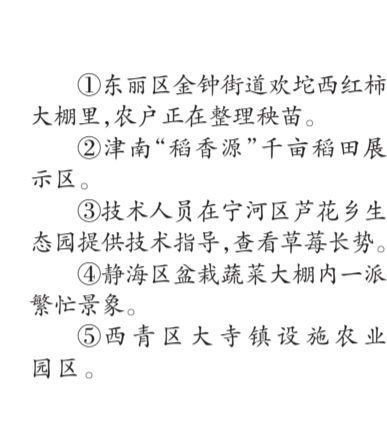 ①东丽区金钟街道欢坨西红柿
大棚里,农户正在整理秧苗。
②津南“稻香源”千亩稻田展
示区。
③技术人员在宁河区芦花乡生
态园提供技术指导,查看草莓长势。
④静海区盆栽蔬菜大棚内一派
繁忙景象。
⑤西青区大寺镇设施农业
园区。